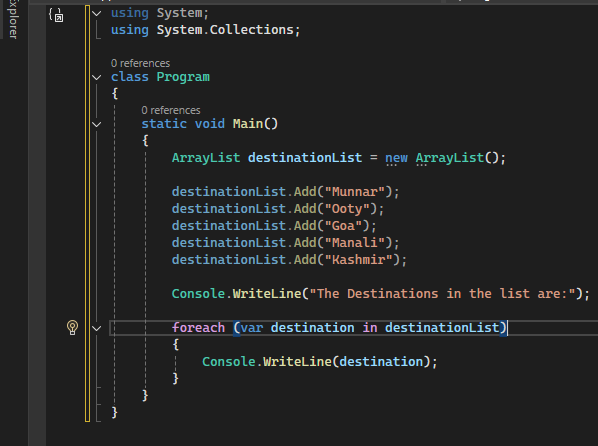 Explorer
using System;
using System.Collections;
0 references
class Program
{
0 references
static void Main()
{
ArrayList destinationList = new ArrayList();
destinationList.Add("Munnar");
destinationList.Add("Ooty");
destinationList.Add("Goa");
destinationList.Add("Manali");
destinationList.Add("Kashmir");
Console.WriteLine("The Destinations in the list are:");
foreach (var destination in destinationList)
{
Console.WriteLine(destination);
}
}
}